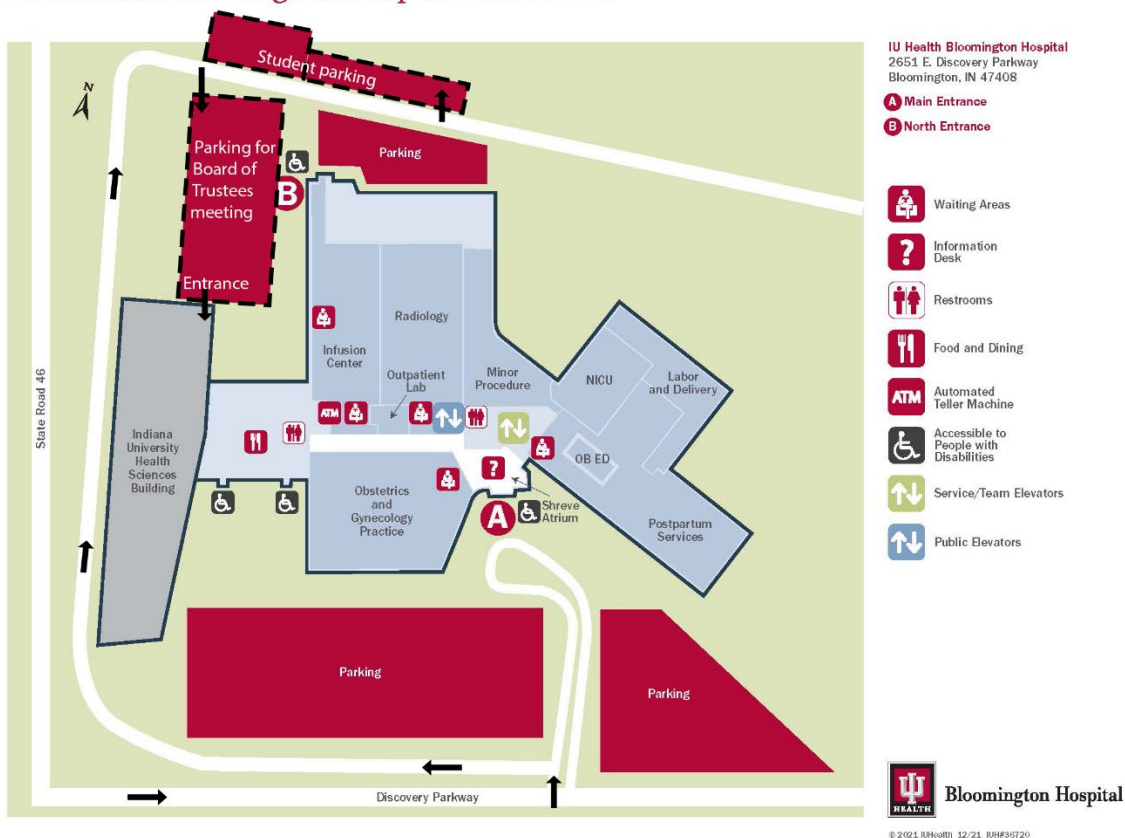 Student parking
N
Parking for
Board of
Trustees
meeting
Entrance
B
Parking
Radiology
Infusion
Center
Outpatient
Lab
Minor
Procedure
NICU
Labor
and Delivery
ATM
OB ED
?
State Road 46
Indiana
University
Health
Sciences
Building
Obstetrics
and
Gynecology
Practice
A
Shreve
Atrium
Postpartum
Services
Parking
Parking
Discovery Parkway
IU Health Bloomington Hospital
2651 E. Discovery Parkway
Bloomington, IN 47408
A Main Entrance
B North Entrance
Waiting Areas
? Information
Desk
Restrooms
Food and Dining
ATM Automated
Teller Machine
Accessible to
People with
Disabilities
Service/Team Elevators
Public Elevators
HEALTH
Bloomington Hospital
© 2021 IUHealth 12/21 IUH#36720